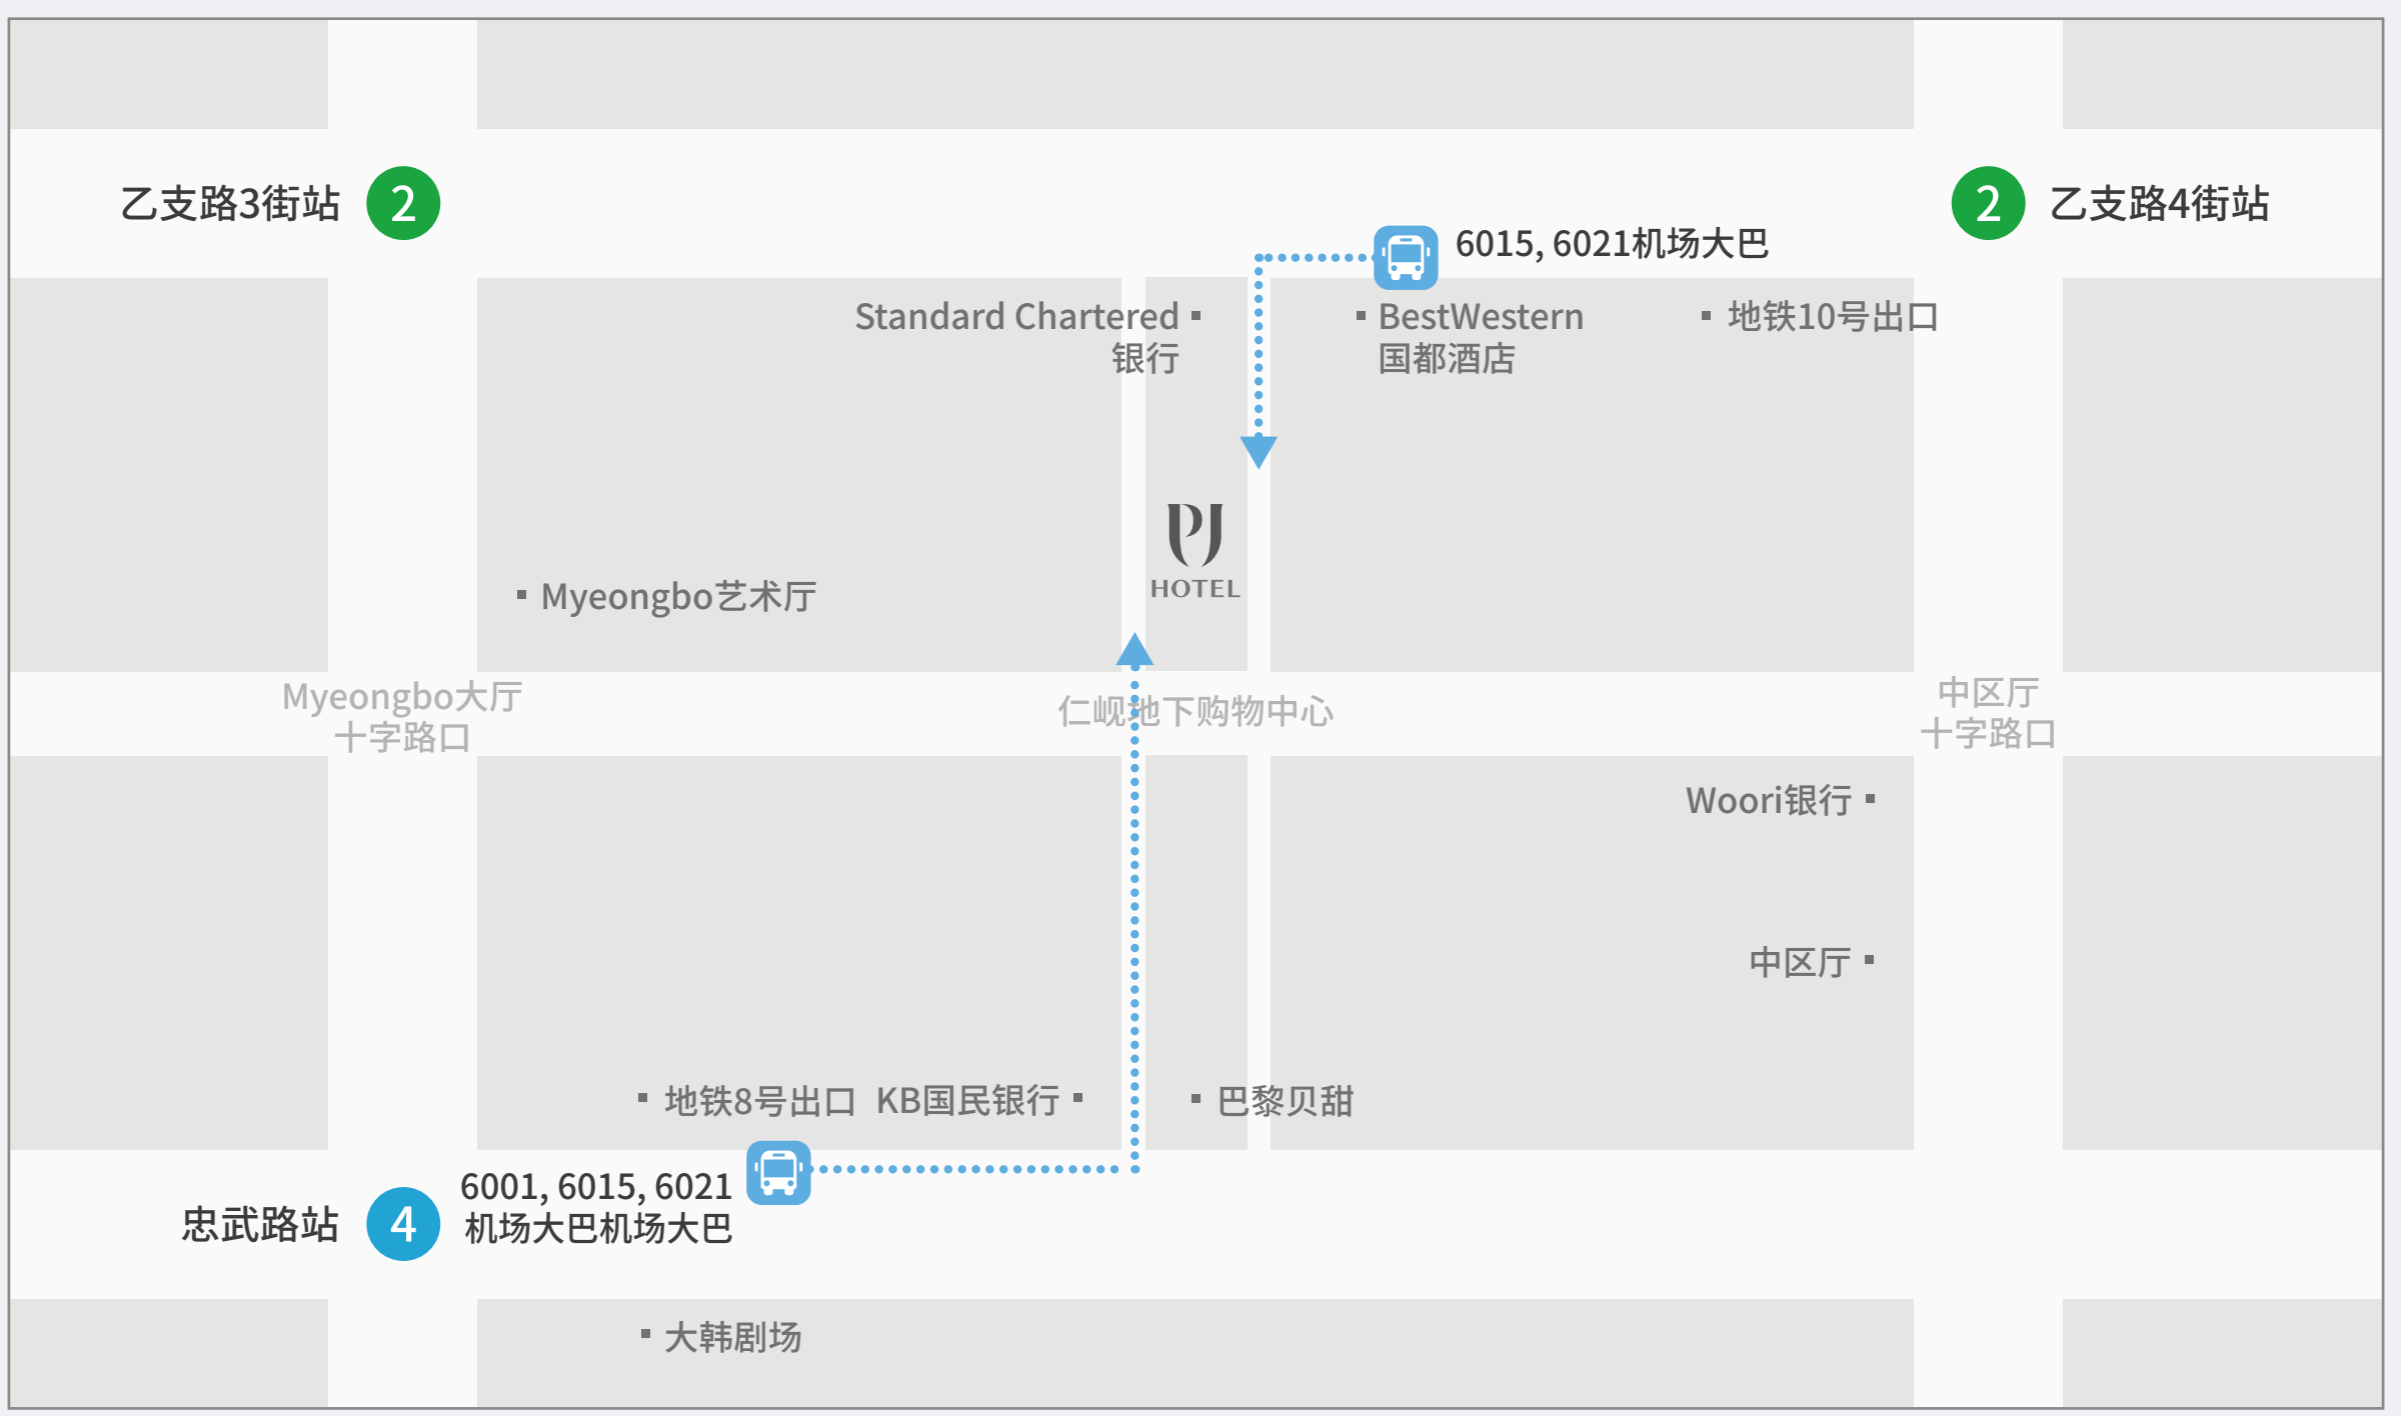 乙支路3街站
2
2
乙支路4街站
6015, 6021机场大巴
Standard Chartered
银行
BestWestern
国都酒店
地铁10号出口
PJ
HOTEL
Myeongbo艺术厅
Myeongbo大厅
十字路口
仁岘地下购物中心
中区厅
十字路口
Woori银行
中区厅
地铁8号出口
KB国民银行
巴黎贝甜
忠武路站
4
6001, 6015, 6021
机场大巴机场大巴
大韩剧场